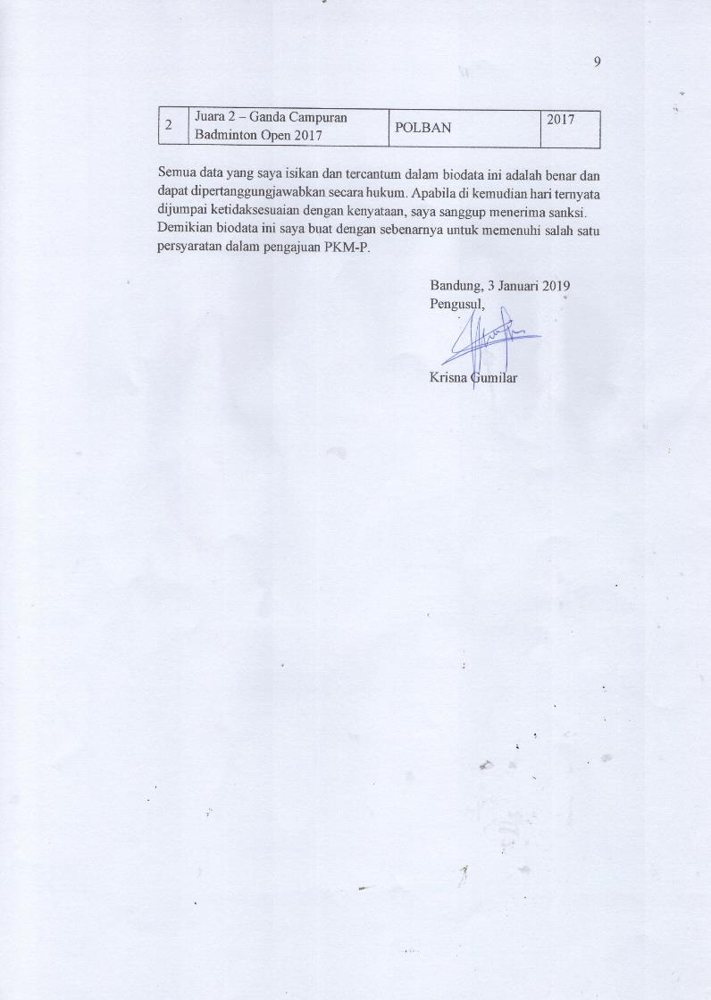 9
2
Juara 2 – Ganda Campuran
Badminton Open 2017
POLBAN
2017
Semua data yang saya isikan dan tercantum dalam biodata ini adalah benar dan
dapat dipertanggungjawabkan secara hukum. Apabila di kemudian hari ternyata
dijumpai ketidaksesuaian dengan kenyataan, saya sanggup menerima sanksi.
Demikian biodata ini saya buat dengan sebenarnya untuk memenuhi salah satu
persyaratan dalam pengajuan PKM-P.
Bandung, 3 Januari 2019
Pengusul,
Krisna Gumilar